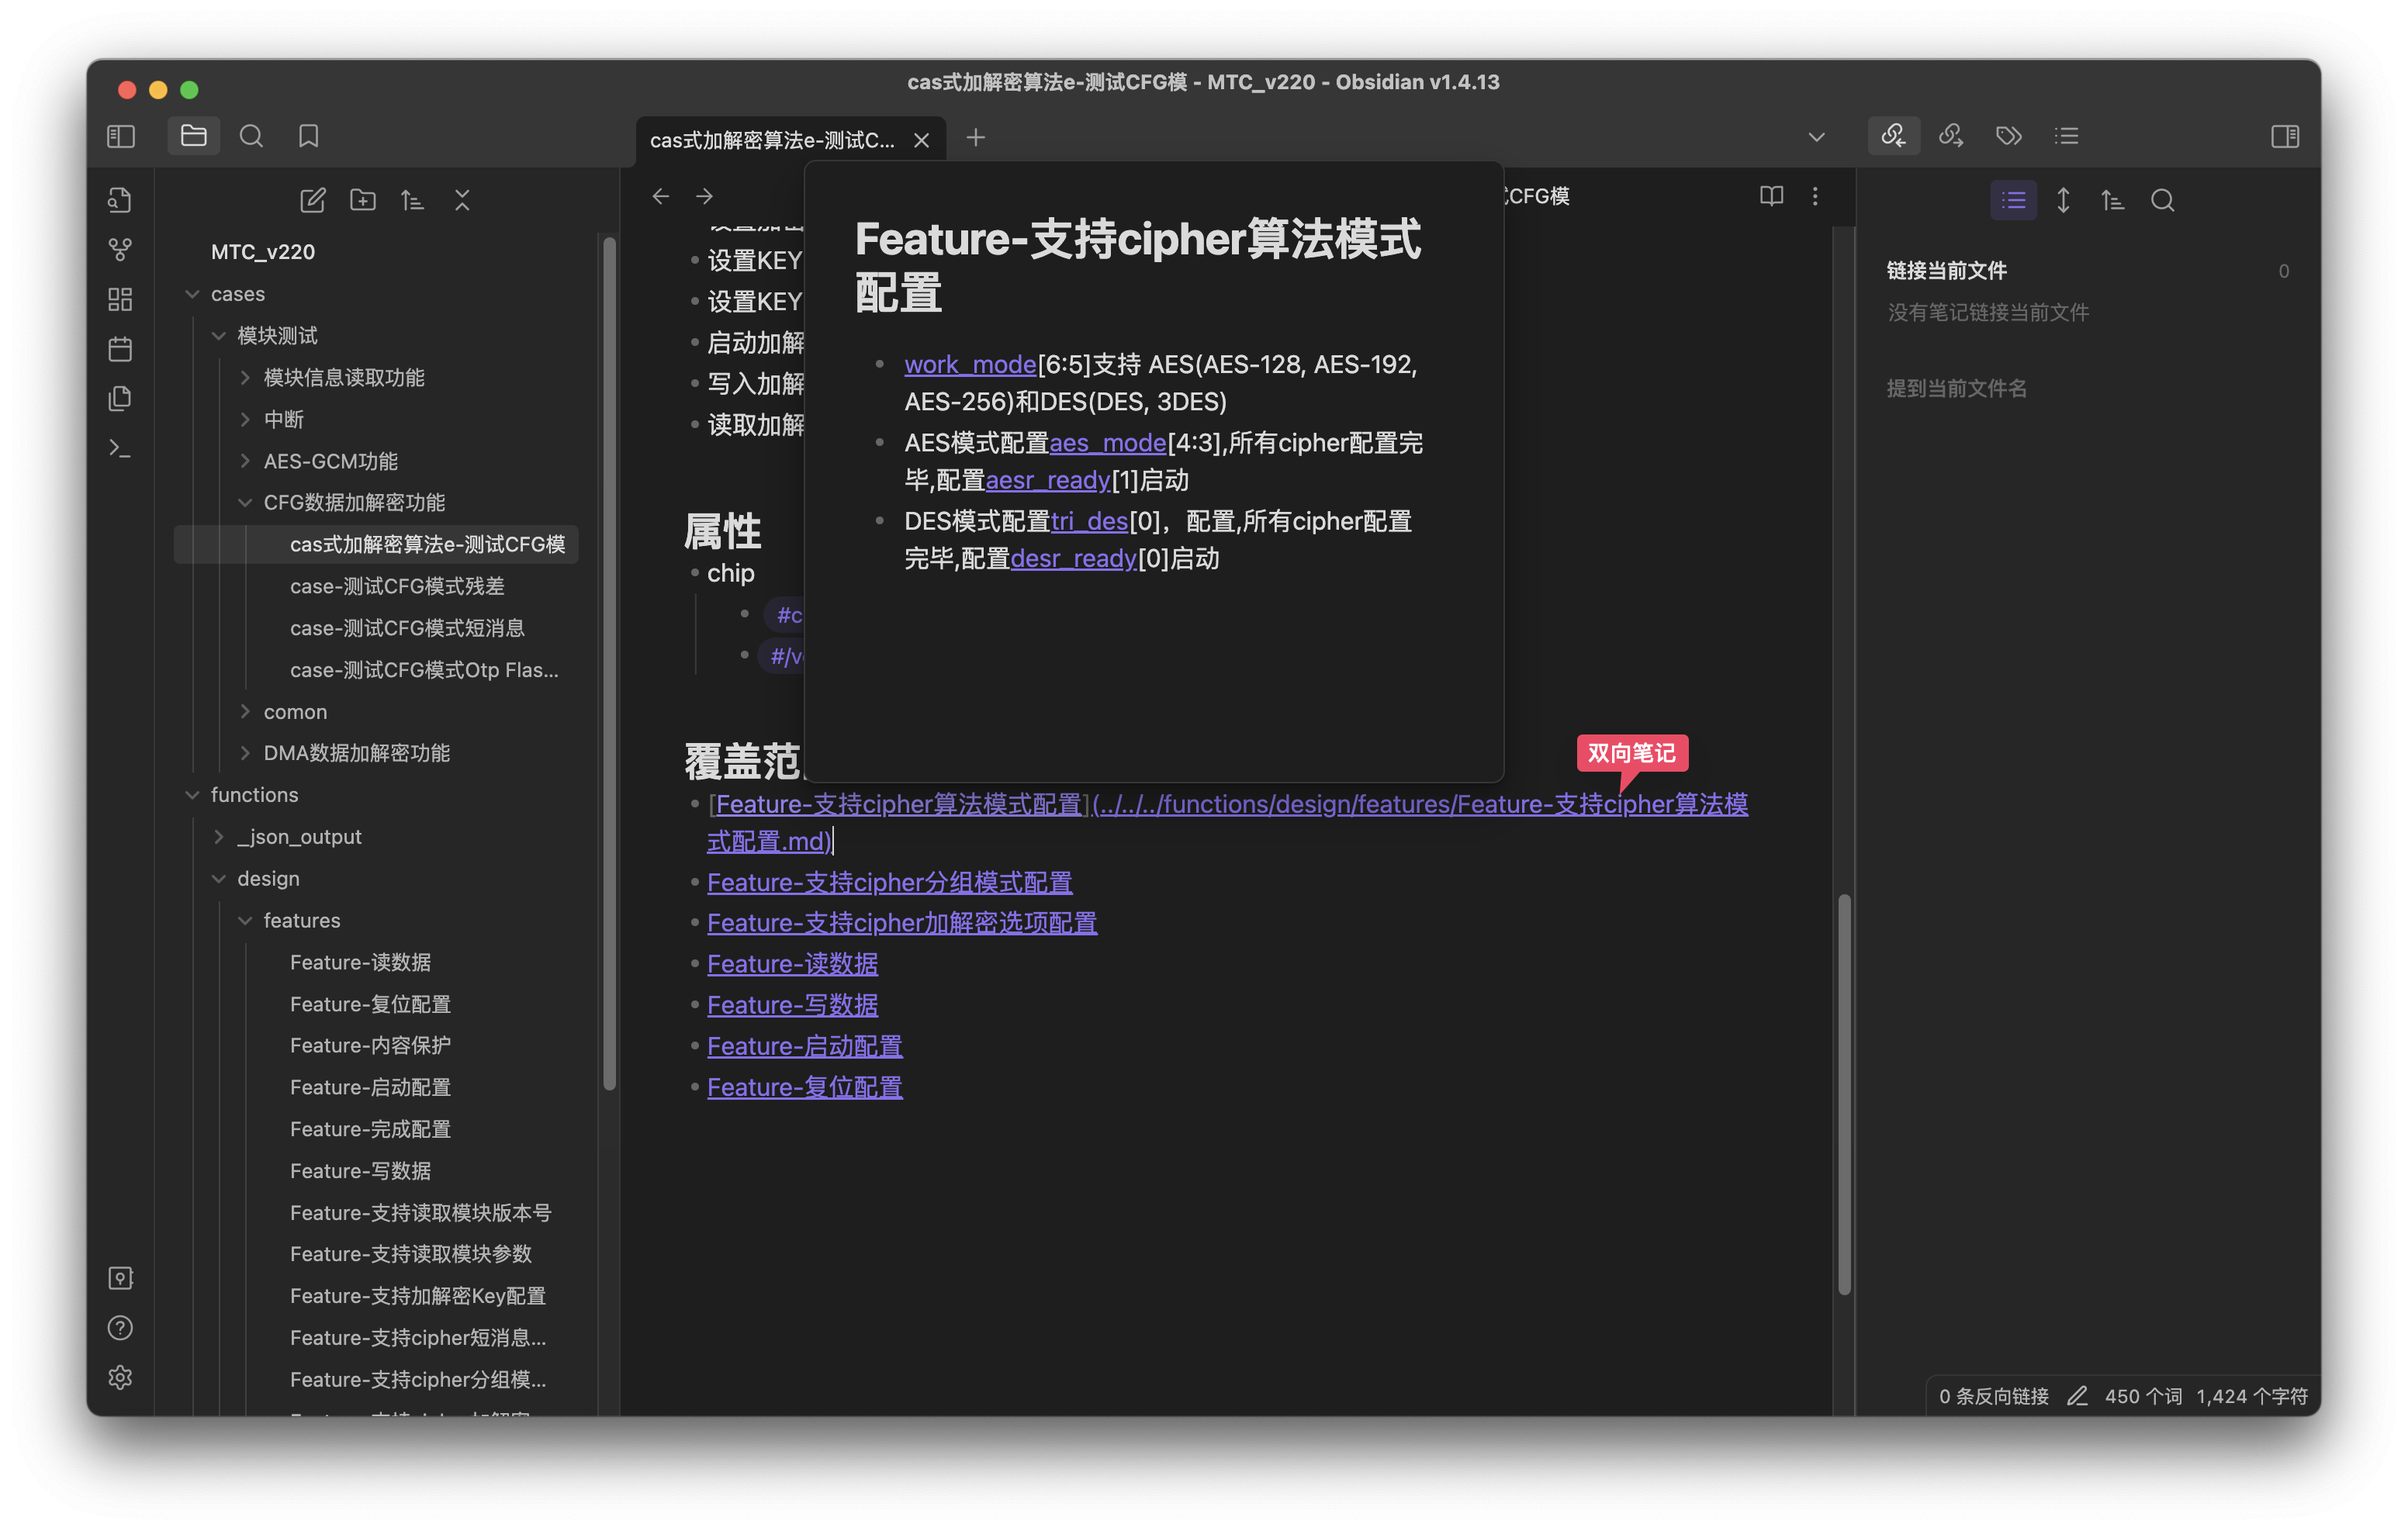 cas式加解密算法e-测试CFG模 - MTC_v220 - Obsidian v1.4.13
cas式加解密算法e-测试C...
MTC_v220
cases
模块测试
模块信息读取功能
中断
AES-GCM功能
CFG数据加解密功能
cas式加解密算法e-测试CFG模
case-测试CFG模式残差
case-测试CFG模式短消息
case-测试CFG模式Otp Flas...
comon
DMA数据加解密功能
functions
_json_output
design
features
Feature-读数据
Feature-复位配置
Feature-内容保护
Feature-启动配置
Feature-完成配置
Feature-写数据
Feature-支持读取模块版本号
Feature-支持读取模块参数
Feature-支持加解密Key配置
Feature-支持cipher短消息...
Feature-支持cipher分组模...
CFG模
设置KEY
设置KEY
启动加解
写入加解
读取加解
属性
chip
#c
#/v
覆盖范
Feature-支持cipher算法模式
配置
work_mode[6:5]支持 AES(AES-128, AES-192,
AES-256)和DES(DES, 3DES)
AES模式配置aes_mode[4:3],所有cipher配置完
毕,配置aesr_ready[1]启动
DES模式配置tri_des[0]，配置,所有cipher配置
完毕,配置desr_ready[0]启动
双向笔记
[Feature-支持cipher算法模式配置](../../../functions/design/features/Feature-支持cipher算法模
式配置.md)
Feature-支持cipher分组模式配置
Feature-支持cipher加解密选项配置
Feature-读数据
Feature-写数据
Feature-启动配置
Feature-复位配置
链接当前文件 0
没有笔记链接当前文件
提到当前文件名
0 条反向链接 450 个词 1,424 个字符